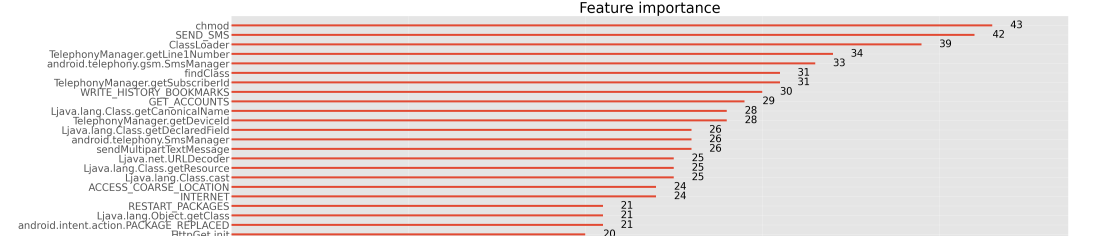 Feature importance
chmod 43
SEND_SMS 42
ClassLoader 39
TelephonyManager.getLine1Number 34
android.telephony.gsm.SmsManager 33
findClass 31
TelephonyManager.getSubscriberId 31
WRITE_HISTORY_BOOKMARKS 30
GET_ACCOUNTS 29
Ljava.lang.Class.getCanonicalName 28
TelephonyManager.getDeviceId 28
Ljava.lang.Class.getDeclaredField 26
android.telephony.SmsManager 26
sendMultipartTextMessage 26
Ljava.net.URLDecoder 25
Ljava.lang.Class.getResource 25
Ljava.lang.Class.cast 25
ACCESS_COARSE_LOCATION 24
INTERNET 24
RESTART_PACKAGES 21
Ljava.lang.Object.getClass 21
android.intent.action.PACKAGE_REPLACED 21
HttpGet.init 20